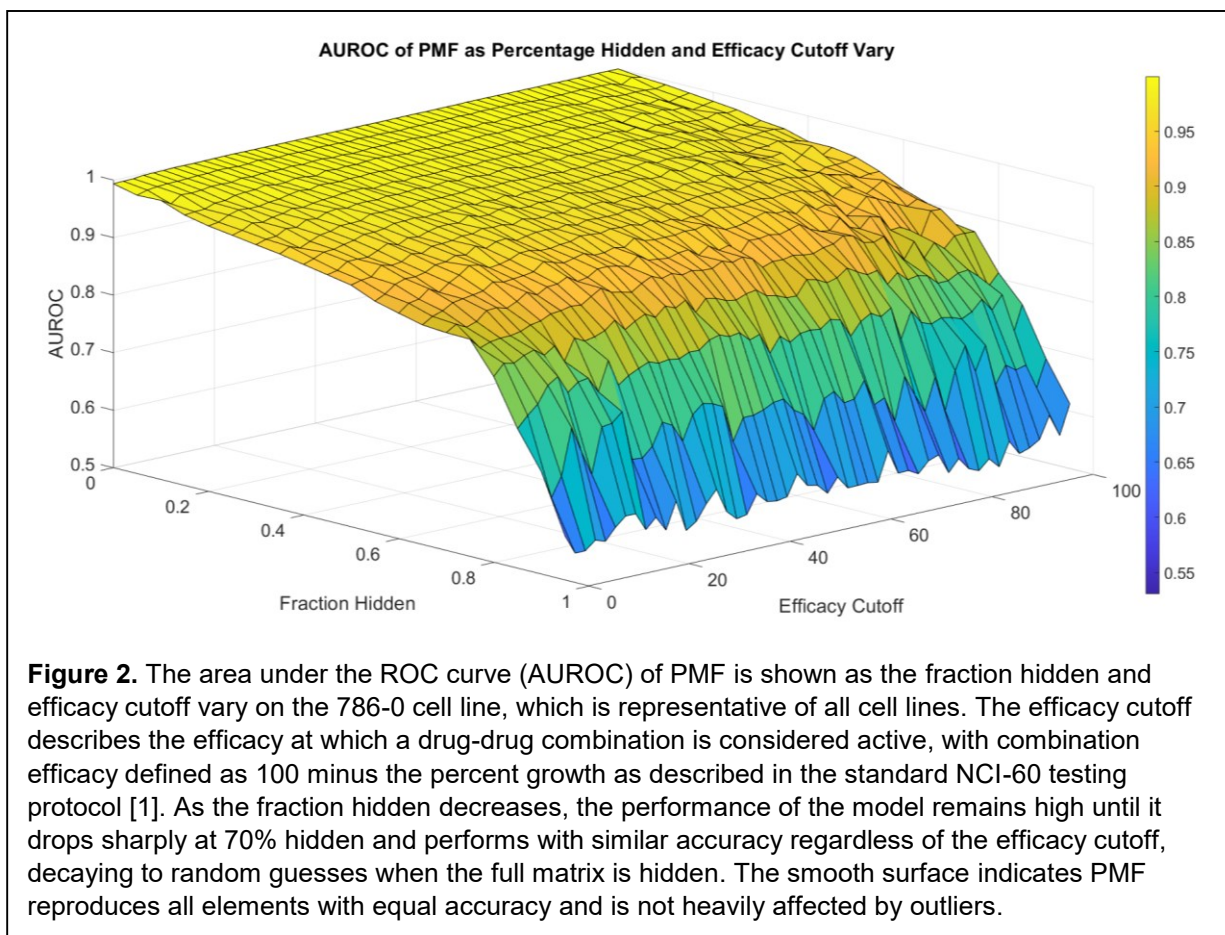 AUROC of PMF as Percentage Hidden and Efficacy Cutoff Vary
1
0.9
0.8
0.7
0.6
0.5
AUROC
0
0.2
0.4
0.6
0.8
1
Fraction Hidden
0
20
40
60
80
100
Efficacy Cutoff
0.95
0.9
0.85
0.8
0.75
0.7
0.65
0.6
0.55
Figure 2. The area under the ROC curve (AUROC) of PMF is shown as the fraction hidden and
efficacy cutoff vary on the 786-0 cell line, which is representative of all cell lines. The efficacy cutoff
describes the efficacy at which a drug-drug combination is considered active, with combination
efficacy defined as 100 minus the percent growth as described in the standard NCI-60 testing
protocol [1]. As the fraction hidden decreases, the performance of the model remains high until it
drops sharply at 70% hidden and performs with similar accuracy regardless of the efficacy cutoff,
decaying to random guesses when the full matrix is hidden. The smooth surface indicates PMF
reproduces all elements with equal accuracy and is not heavily affected by outliers.